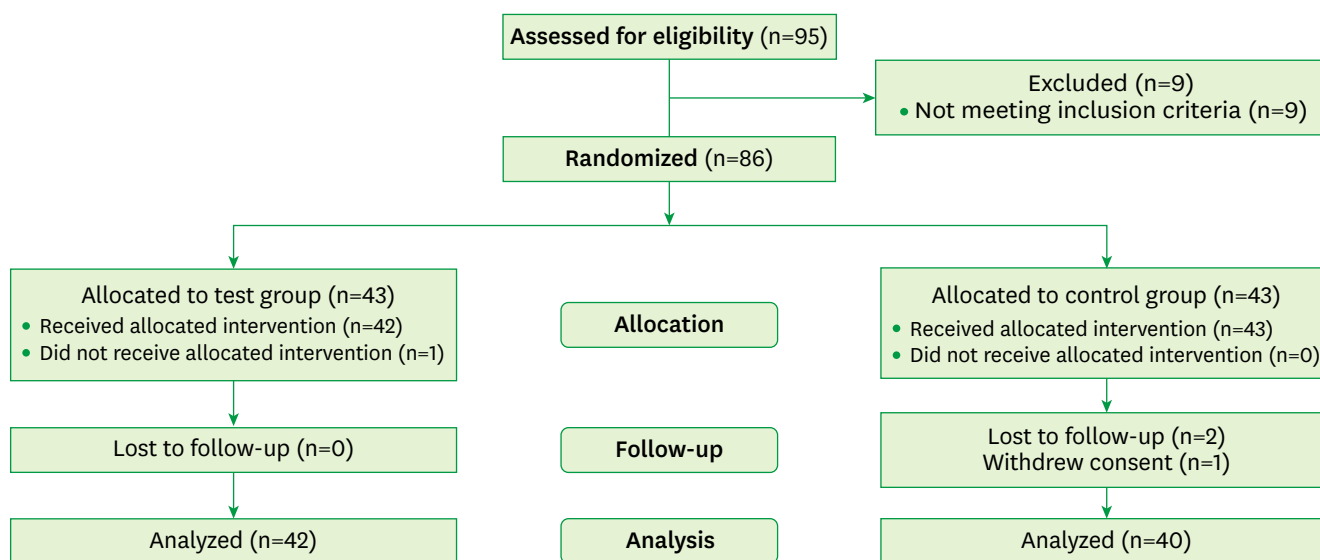 Assessed for eligibility (n=95)
Excluded (n=9)
• Not meeting inclusion criteria (n=9)
Randomized (n=86)
Allocated to test group (n=43)
• Received allocated intervention (n=42)
• Did not receive allocated intervention (n=1)
Allocation
Allocated to control group (n=43)
• Received allocated intervention (n=43)
• Did not receive allocated intervention (n=0)
Lost to follow-up (n=0)
Follow-up
Lost to follow-up (n=2)
Withdrew consent (n=1)
Analyzed (n=42)
Analysis
Analyzed (n=40)